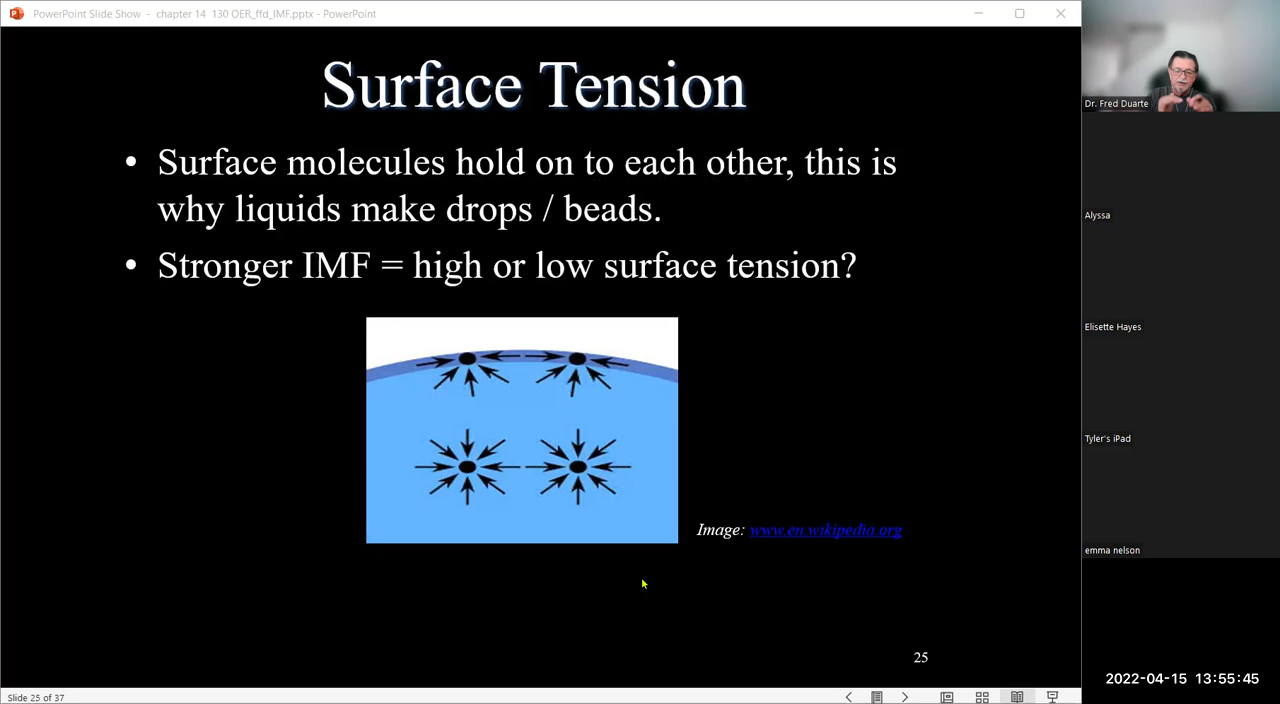 PowerPoint Slide Show - chapter 14 130 OER_ffd_IMF.pptx - PowerPoint
Surface Tension
• Surface molecules hold on to each other, this is
why liquids make drops / beads.
• Stronger IMF = high or low surface tension?
Image: www.en.wikipedia.org
25
Slide 25 of 37
Dr. Fred Duarte
Alyssa
Elisette Hayes
Tyler's iPad
emma nelson
2022-04-15 13:55:45